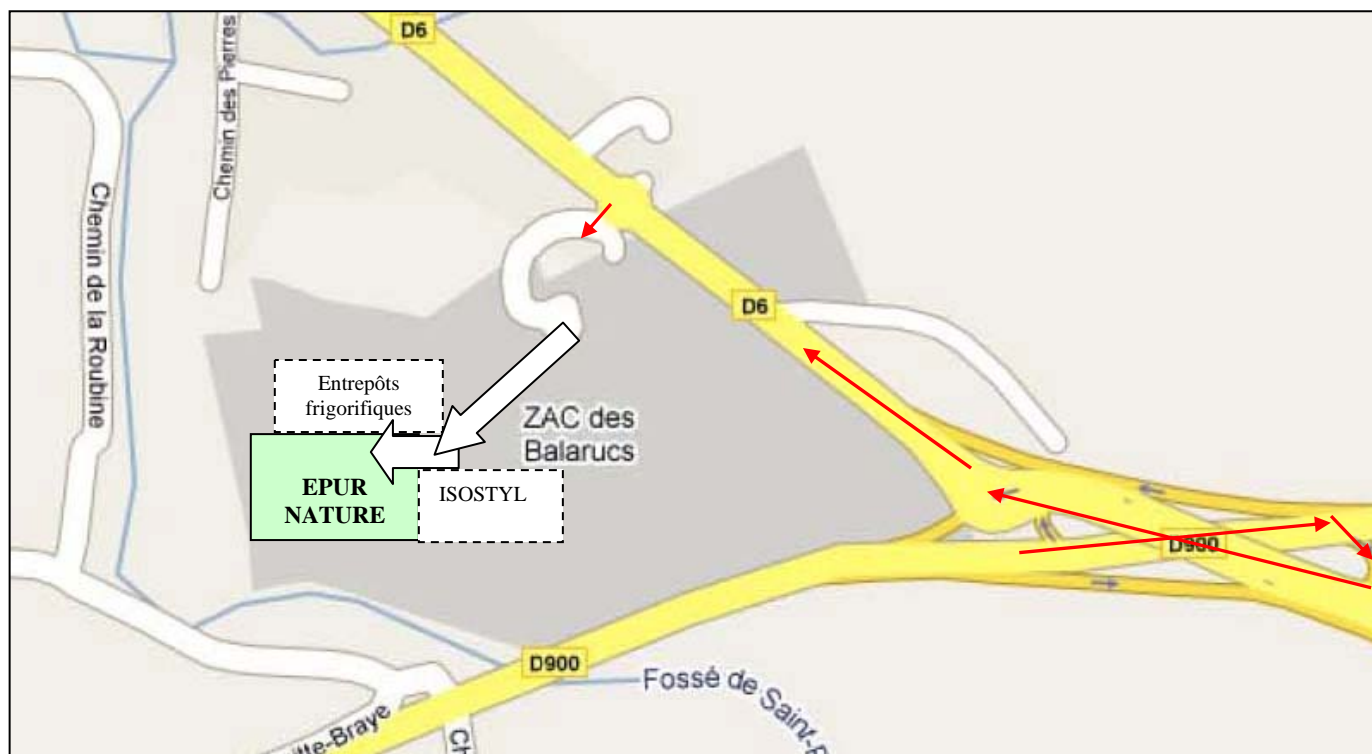 D6
Chemin des Pierres
Chemin de la Roubine
D6
Entrepôts
frigorifiques
ZAC des
Balarucs
EPUR
NATURE
ISOSTYL
D900
D900
Fossé de